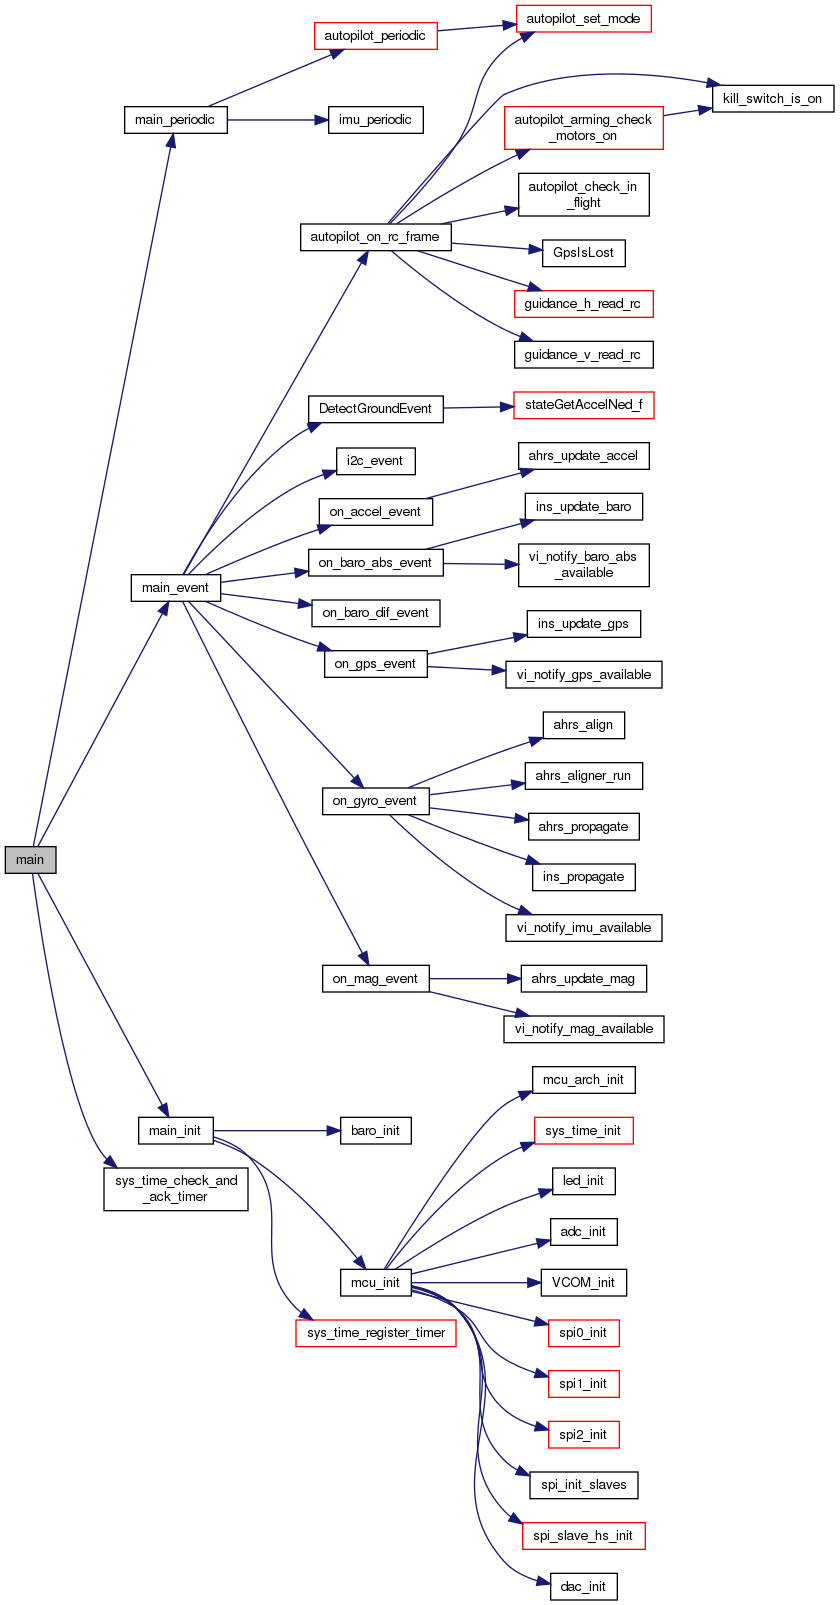 autopilot_set_mode
autopilot_periodic
kill_switch_is_on
main_periodic
imu_periodic
autopilot_arming_check
_motors_on
autopilot_check_in
_flight
autopilot_on_rc_frame
GpsIsLost
guidance_h_read_rc
guidance_v_read_rc
DetectGroundEvent
stateGetAccelNed_f
i2c_event
ahrs_update_accel
on_accel_event
ins_update_baro
on_baro_abs_event
vi_notify_baro_abs
_available
main_event
on_baro_dif_event
ins_update_gps
on_gps_event
vi_notify_gps_available
ahrs_align
ahrs_aligner_run
on_gyro_event
ahrs_propagate
main
ins_propagate
vi_notify_imu_available
on_mag_event
ahrs_update_mag
vi_notify_mag_available
mcu_arch_init
main_init
baro_init
sys_time_init
sys_time_check_and
_ack_timer
led_init
adc_init
mcu_init
VCOM_init
sys_time_register_timer
spi0_init
spi1_init
spi2_init
spi_init_slaves
spi_slave_hs_init
dac_init